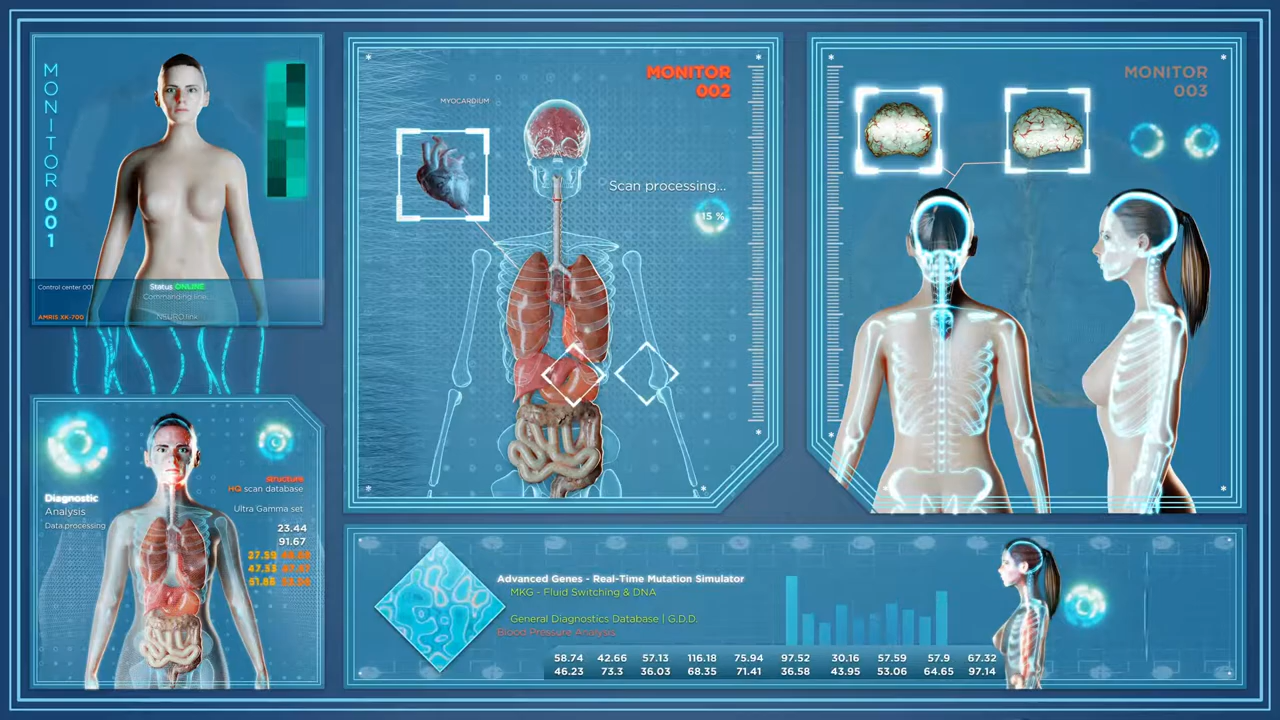 MONITOR 001
Control center 001
Status ONLINE
Commanding line..
NEURO link
AMRIS XK-700
MONITOR
002
MYOCARDIUM
Scan processing...
15 %
MONITOR
003
structure
HQ scan database
Ultra Gamma set
Diagnostic
Analysis
Data processing
23.44
91.67
Advanced Genes - Real-Time Mutation Simulator
MKG - Fluid Switching & DNA
General Diagnostics Database | G.D.D.
Blood Pressure Analysis
58.74 42.66 57.13 116.18 75.94 97.52 30.16 57.59 57.9 67.32
46.23 73.3 36.03 68.35 71.41 36.58 43.95 53.06 64.65 97.14